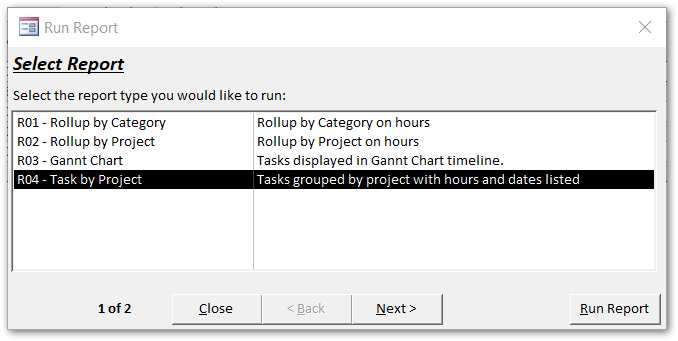 Run Report
Select Report
Select the report type you would like to run:
R01 - Rollup by Category Rollup by Category on hours
R02 - Rollup by Project Rollup by Project on hours
R03 - Gannt Chart Tasks displayed in Gannt Chart timeline.
R04 - Task by Project Tasks grouped by project with hours and dates listed
1 of 2 Close < Back Next > Run Report